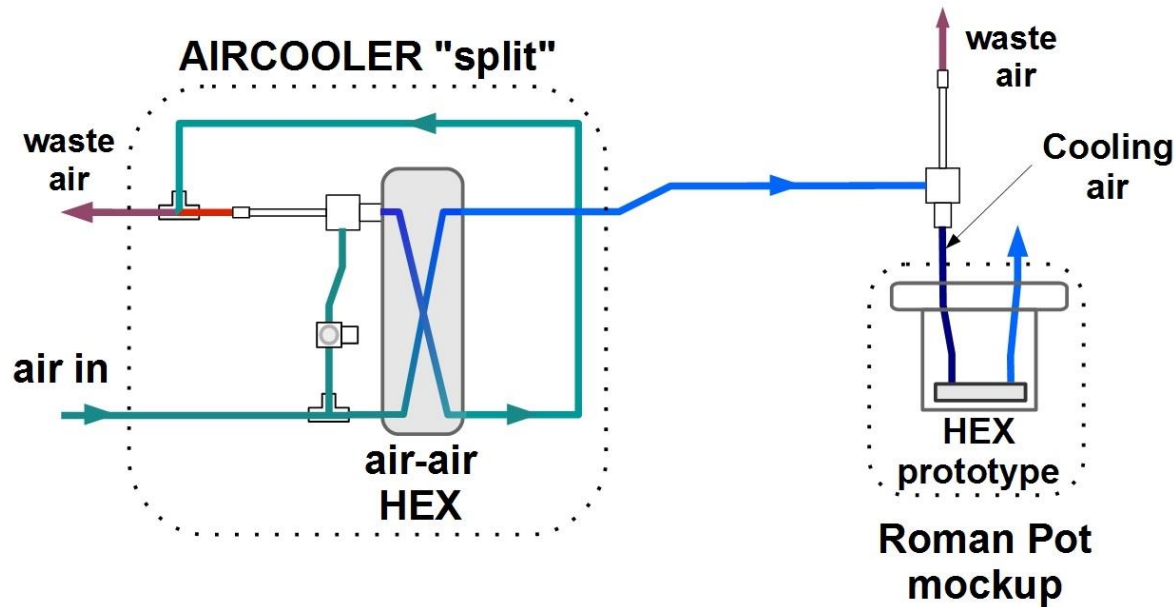 AIRCOOLER "split"
waste
air
air in
air-air
HEX
waste
air
Cooling
air
HEX
prototype
Roman Pot
mockup